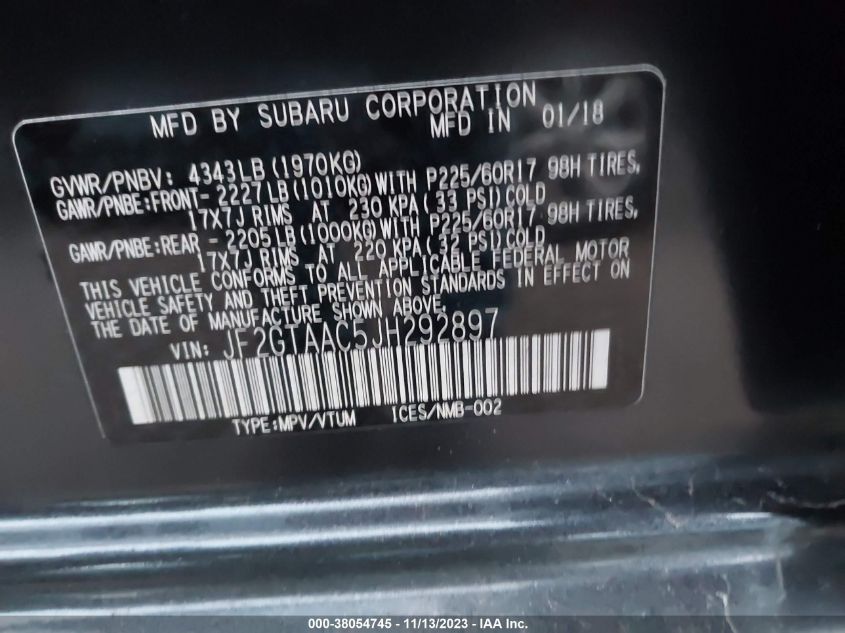 MFD BY SUBARU CORPORATION
MFD IN 01/18
GVWR/PNBV: 4343LB (1970KG)
GAWR/PNBE:FRONT- 2227LB (1010KG) WITH P225/60R17 98H TIRES,
17X7J RIMS AT 230 KPA ( 33 PSI) COLD
GAWR/PNBE:REAR - 2205LB (1000KG) WITH P225/60R17 98H TIRES,
17X7J RIMS AT 220 KPA ( 32 PSI) COLD
THIS VEHICLE CONFORMS TO ALL APPLICABLE FEDERAL MOTOR
VEHICLE SAFETY AND THEFT PREVENTION STANDARDS IN EFFECT ON
THE DATE OF MANUFACTURE SHOWN ABOVE.
VIN: JF2GTAAC5JH292897
TYPE:MPV/VTUM ICES/NMB-002
000-38054745 - 11/13/2023 - IAA Inc.